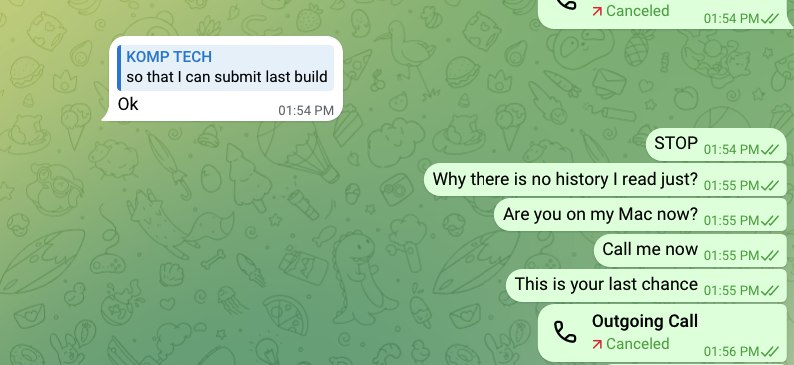 Canceled
01:54 PM
KOMP TECH
so that I can submit last build
Ok
01:54 PM
STOP
01:54 PM
Why there is no history I read just?
01:55 PM
Are you on my Mac now?
01:55 PM
Call me now
01:55 PM
This is your last chance
01:55 PM
Outgoing Call
Canceled
01:56 PM